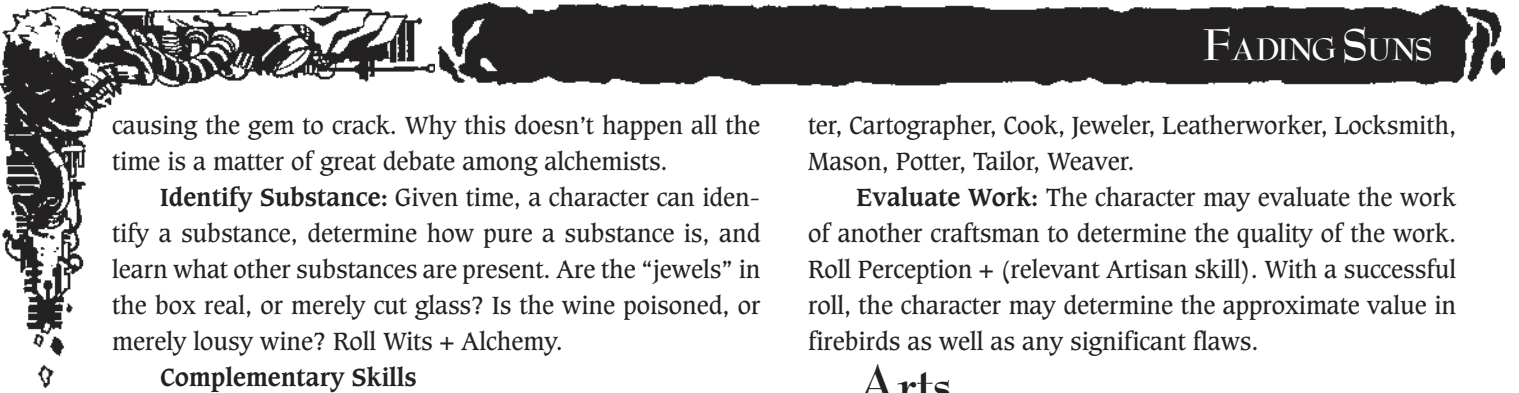 FADING SUNS
causing the gem to crack. Why this doesn't happen all the
time is a matter of great debate among alchemists.
Identify Substance: Given time, a character can iden-
tify a substance, determine how pure a substance is, and
learn what other substances are present. Are the “jewels” in
the box real, or merely cut glass? Is the wine poisoned, or
merely lousy wine? Roll Wits + Alchemy.
Complementary Skills
ter, Cartographer, Cook, Jeweler, Leatherworker, Locksmith,
Mason, Potter, Tailor, Weaver.
Evaluate Work: The character may evaluate the work
of another craftsman to determine the quality of the work.
Roll Perception + (relevant Artisan skill). With a successful
roll, the character may determine the approximate value in
firebirds as well as any significant flaws.
Arts